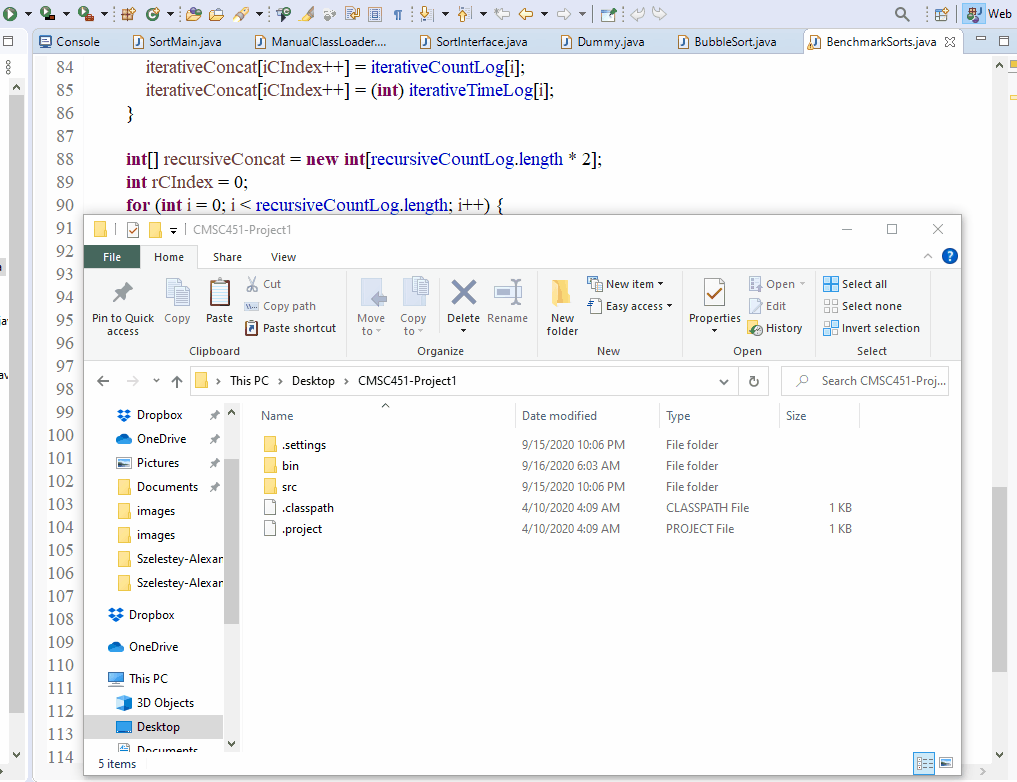 Web
Console SortMain.java ManualClassLoader.... SortInterface.java Dummy.java BubbleSort.java BenchmarkSorts.java
84 iterativeConcat[iCIndex++] = iterativeCountLog[i];
85 iterativeConcat[iCIndex++] = (int) iterativeTimeLog[i];
86 }
87
88 int[] recursiveConcat = new int[recursiveCountLog.length * 2];
89 int rCIndex = 0;
90 for (int i = 0; i < recursiveCountLog.length; i++) {
91
92
93
94
95
96
97
98
99
100
101
102
103
104
105
106
107
108
109
110
111
112
113
114
CMSC451-Project1
File Home Share View
Pin to Quick access
Copy
Paste
Cut
Copy path
Paste shortcut
Clipboard
Move to
Copy to
Delete
Rename
Organize
New folder
New item
Easy access
New
Properties
Open
Edit
History
Open
Select all
Select none
Invert selection
Select
This PC > Desktop > CMSC451-Project1
Search CMSC451-Proj...
Dropbox
OneDrive
Pictures
Documents
images
images
Szelestey-Alexar
Szelestey-Alexar
Dropbox
OneDrive
This PC
3D Objects
Desktop
Documents
Name Date modified Type Size
.settings 9/15/2020 10:06 PM File folder
bin 9/16/2020 6:03 AM File folder
src 9/15/2020 10:06 PM File folder
.classpath 4/10/2020 4:09 AM CLASSPATH File 1 KB
.project 4/10/2020 4:09 AM PROJECT File 1 KB
5 items